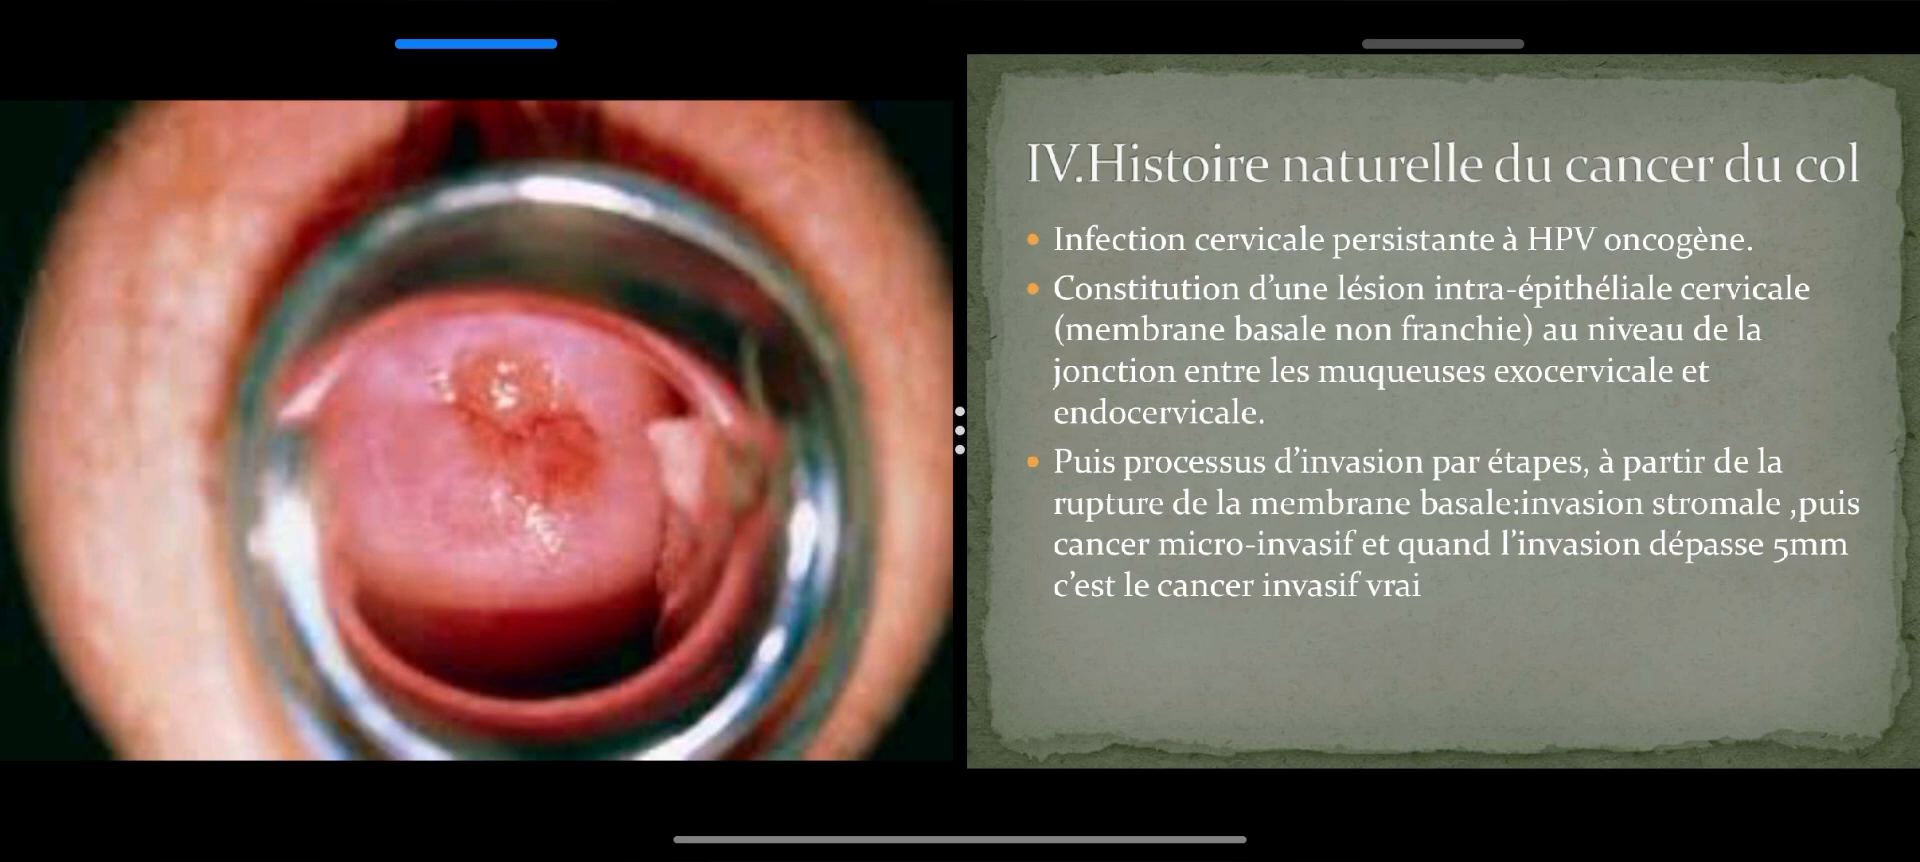 IV.Histoire naturelle du cancer du col
Infection cervicale persistante à HPV oncogène.
Constitution d’une lésion intra-épithéliale cervicale
(membrane basale non franchie) au niveau de la
jonction entre les muqueuses exocervicale et
endocervicale.
Puis processus d’invasion par étapes, à partir de la
rupture de la membrane basale:invasion stromale ,puis
cancer micro-invasif et quand l’invasion dépasse 5mm
c’est le cancer invasif vrai